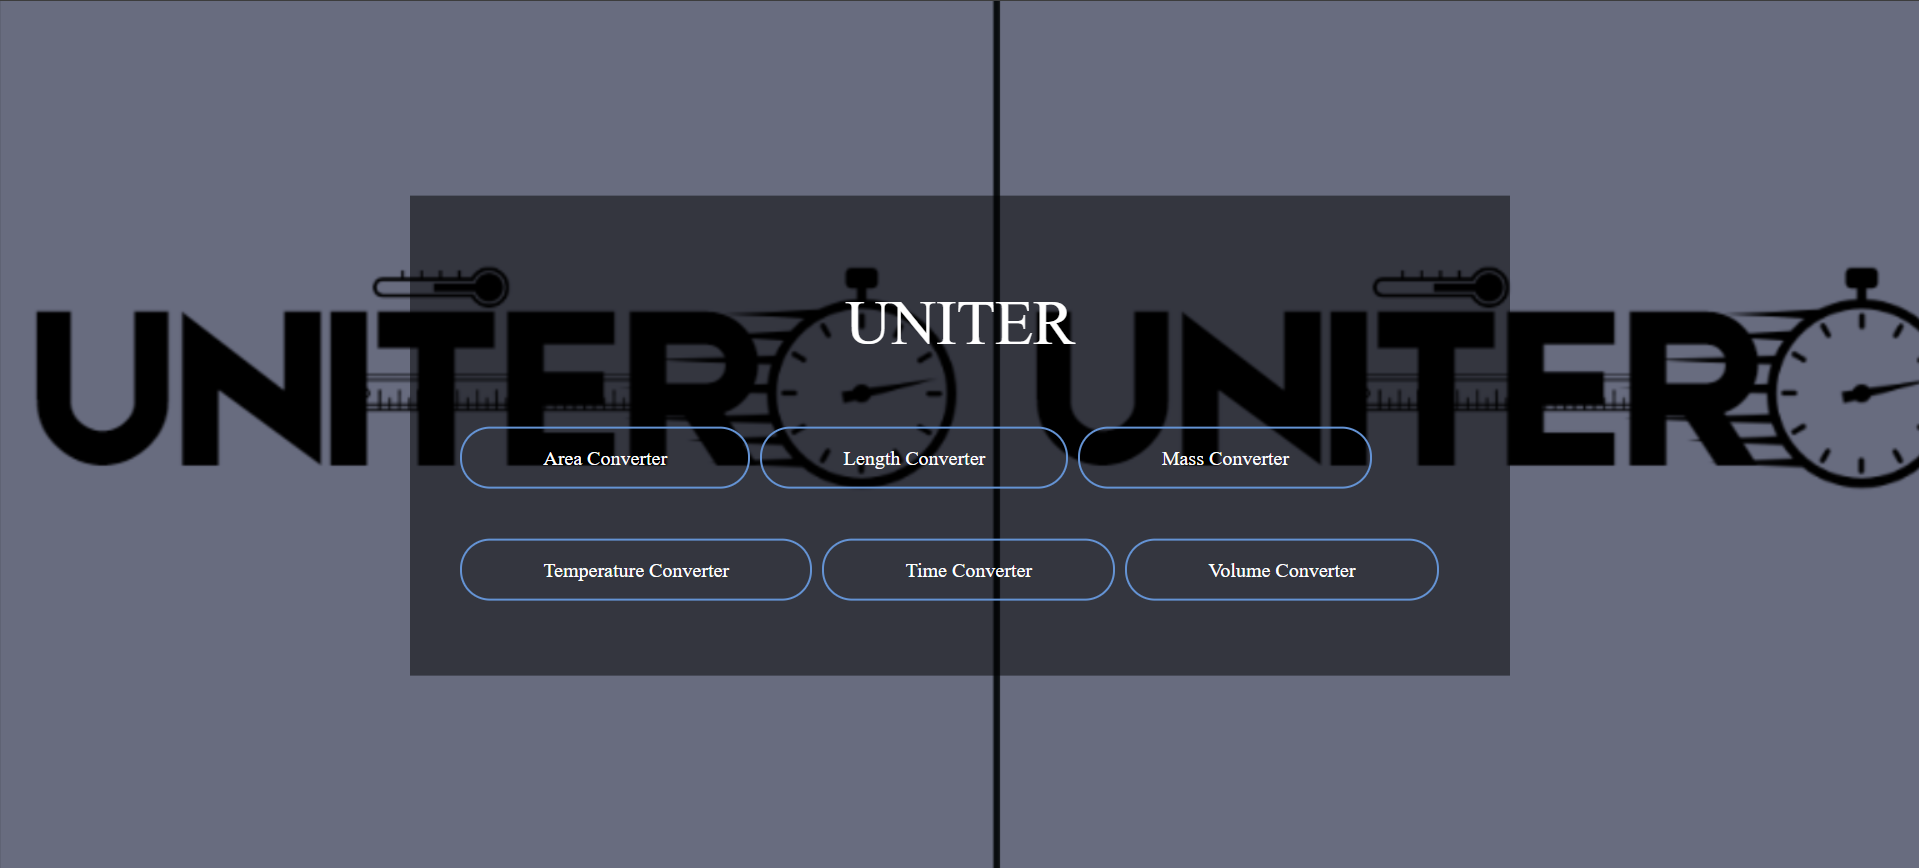 UNITER
UNITER
UNITER
Area Converter
Length Converter
Mass Converter
Temperature Converter
Time Converter
Volume Converter